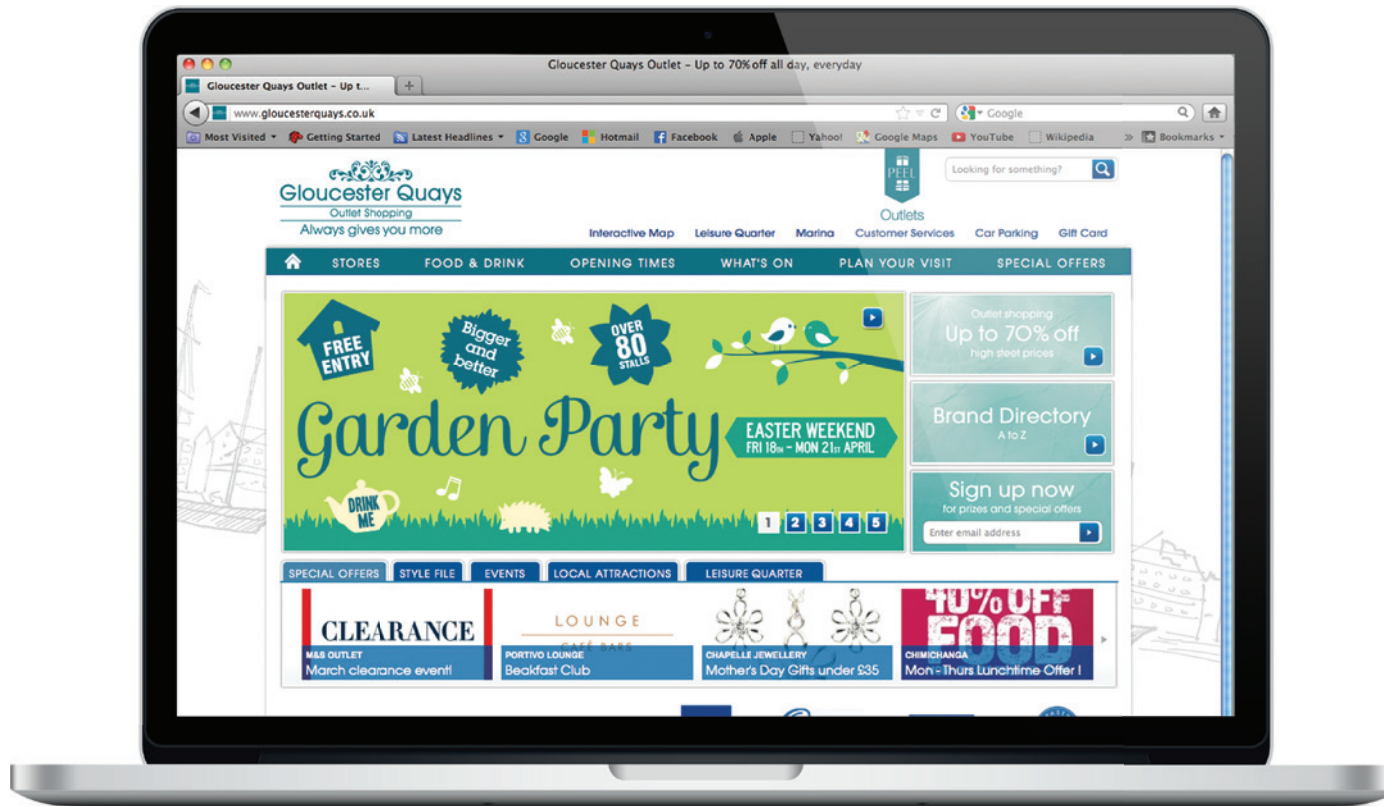 Gloucester Quays Outlet – Up to 70% off all day, everyday
Gloucester Quays Outlet – Up t...
www.gloucesterquays.co.uk
Google
Most Visited
Getting Started
Latest Headlines
Google
Hotmail
Facebook
Apple
Yahoo!
Google Maps
YouTube
Wikipedia
Bookmarks
Gloucester Quays
Outlet Shopping
Always gives you more
PEEL
Outlets
Looking for something?
Interactive Map
Leisure Quarter
Marina
Customer Services
Car Parking
Gift Card
STORES
FOOD & DRINK
OPENING TIMES
WHAT'S ON
PLAN YOUR VISIT
SPECIAL OFFERS
FREE
ENTRY
Bigger
and
better
OVER
80
STALLS
Garden Party
EASTER WEEKEND
FRI 18TH – MON 21ST APRIL
DRINK
ME
1 2 3 4 5
Outlet shopping
Up to 70% off
high steet prices
Brand Directory
A to Z
Sign up now
for prizes and special offers
Enter email address
SPECIAL OFFERS
STYLE FILE
EVENTS
LOCAL ATTRACTIONS
LEISURE QUARTER
CLEARANCE
M&S OUTLET
March clearance event!
LOUNGE
CAFÉ BARS
PORTIVO LOUNGE
Beakfast Club
CHAPELLE JEWELLERY
Mother's Day Gifts under £35
40% OFF
FOOD
CHIMICHANGA
Mon - Thurs Lunchtime Offer !